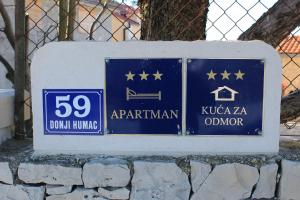 59
DONJI HUMAC
APARTMAN
KUĆA ZA
ODMOR